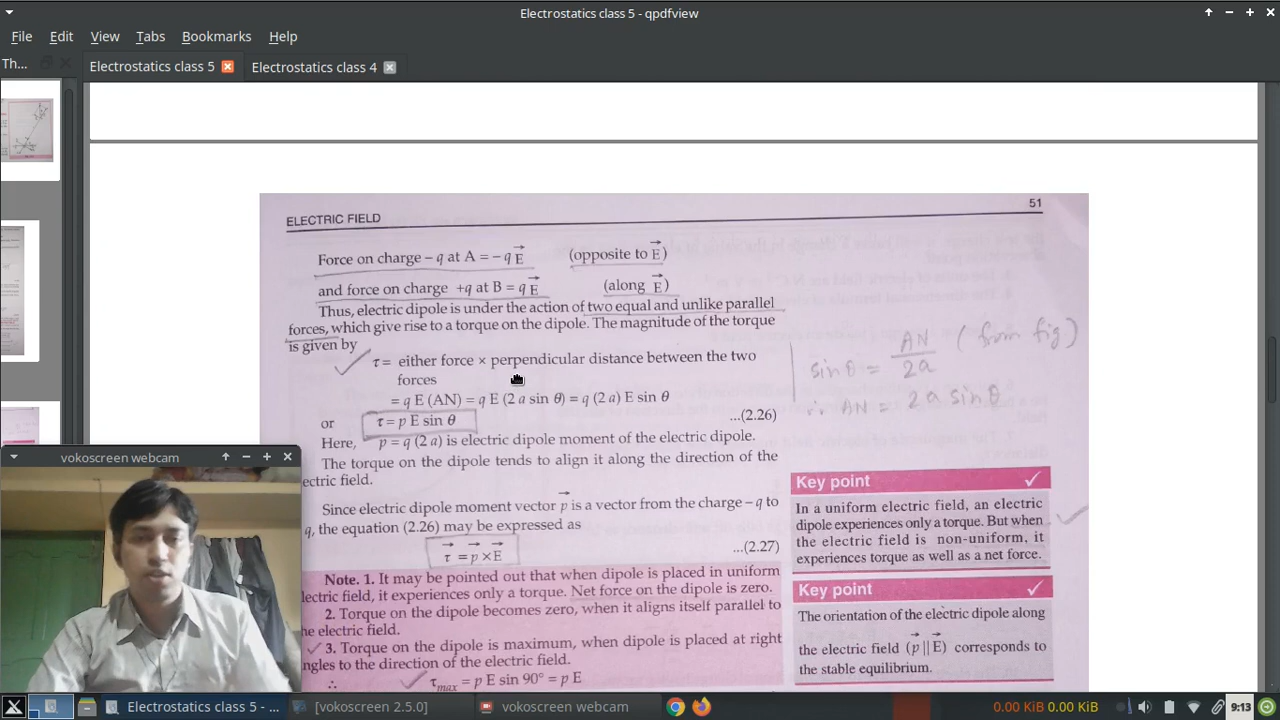 Electrostatics class 5 - qpdfview
File Edit View Tabs Bookmarks Help
Th... Electrostatics class 5 Electrostatics class 4
ELECTRIC FIELD 51
Force on charge – q at A = – q E⃗ (opposite to E⃗)
and force on charge +q at B = q E⃗ (along E⃗)
Thus, electric dipole is under the action of two equal and unlike parallel
forces, which give rise to a torque on the dipole. The magnitude of the torque
is given by
τ = either force × perpendicular distance between the two
forces
= q E (AN) = q E (2 a sin θ) = q (2 a) E sin θ
or τ = p E sin θ ...(2.26)
Here, p = q (2 a) is electric dipole moment of the electric dipole.
The torque on the dipole tends to align it along the direction of the
ectric field.
Since electric dipole moment vector p⃗ is a vector from the charge – q to
q, the equation (2.26) may be expressed as
τ⃗ = p⃗ × E⃗ ...(2.27)
Note. 1. It may be pointed out that when dipole is placed in uniform
lectric field, it experiences only a torque. Net force on the dipole is zero.
2. Torque on the dipole becomes zero, when it aligns itself parallel to
he electric field.
3. Torque on the dipole is maximum, when dipole is placed at right
ngles to the direction of the electric field.
∴ τmax = p E sin 90° = p E
sin θ = AN / 2a (from fig)
∴ AN = 2 a sin θ
Key point
In a uniform electric field, an electric
dipole experiences only a torque. But when
the electric field is non-uniform, it
experiences torque as well as a net force.
Key point
The orientation of the electric dipole along
the electric field (p⃗ || E⃗) corresponds to
the stable equilibrium.
vokoscreen webcam
Electrostatics class 5 - ... [vokoscreen 2.5.0] vokoscreen webcam 0.00 KiB 0.00 KiB 9:13